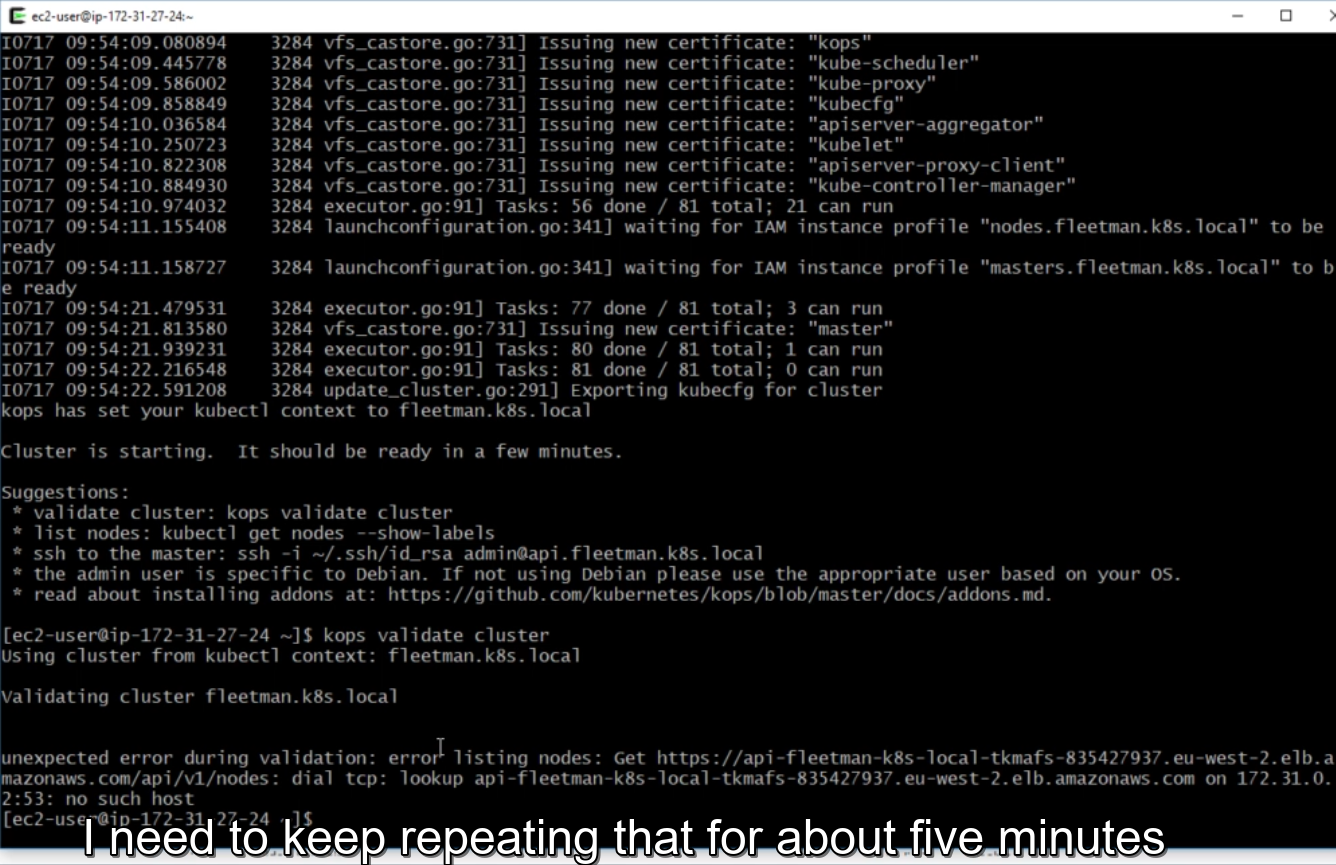 ec2-user@ip-172-31-27-24:~
I0717 09:54:09.080894    3284 vfs_castore.go:731] Issuing new certificate: "kops"
I0717 09:54:09.445778    3284 vfs_castore.go:731] Issuing new certificate: "kube-scheduler"
I0717 09:54:09.586002    3284 vfs_castore.go:731] Issuing new certificate: "kube-proxy"
I0717 09:54:09.858849    3284 vfs_castore.go:731] Issuing new certificate: "kubecfg"
I0717 09:54:10.036584    3284 vfs_castore.go:731] Issuing new certificate: "apiserver-aggregator"
I0717 09:54:10.250723    3284 vfs_castore.go:731] Issuing new certificate: "kubelet"
I0717 09:54:10.822308    3284 vfs_castore.go:731] Issuing new certificate: "apiserver-proxy-client"
I0717 09:54:10.884930    3284 vfs_castore.go:731] Issuing new certificate: "kube-controller-manager"
I0717 09:54:10.974032    3284 executor.go:91] Tasks: 56 done / 81 total; 21 can run
I0717 09:54:11.155408    3284 launchconfiguration.go:341] waiting for IAM instance profile "nodes.fleetman.k8s.local" to be
ready
I0717 09:54:11.158727    3284 launchconfiguration.go:341] waiting for IAM instance profile "masters.fleetman.k8s.local" to b
e ready
I0717 09:54:21.479531    3284 executor.go:91] Tasks: 77 done / 81 total; 3 can run
I0717 09:54:21.813580    3284 vfs_castore.go:731] Issuing new certificate: "master"
I0717 09:54:21.939231    3284 executor.go:91] Tasks: 80 done / 81 total; 1 can run
I0717 09:54:22.216548    3284 executor.go:91] Tasks: 81 done / 81 total; 0 can run
I0717 09:54:22.591208    3284 update_cluster.go:291] Exporting kubecfg for cluster
kops has set your kubectl context to fleetman.k8s.local
Cluster is starting.  It should be ready in a few minutes.
Suggestions:
 * validate cluster: kops validate cluster
 * list nodes: kubectl get nodes --show-labels
 * ssh to the master: ssh -i ~/.ssh/id_rsa admin@api.fleetman.k8s.local
 * the admin user is specific to Debian. If not using Debian please use the appropriate user based on your OS.
 * read about installing addons at: https://github.com/kubernetes/kops/blob/master/docs/addons.md.
[ec2-user@ip-172-31-27-24 ~]$ kops validate cluster
Using cluster from kubectl context: fleetman.k8s.local
Validating cluster fleetman.k8s.local
unexpected error during validation: error listing nodes: Get https://api-fleetman-k8s-local-tkmafs-835427937.eu-west-2.elb.a
mazonaws.com/api/v1/nodes: dial tcp: lookup api-fleetman-k8s-local-tkmafs-835427937.eu-west-2.elb.amazonaws.com on 172.31.0.
2:53: no such host
[ec2-user@ip-172-31-27-24 ~]$
I need to keep repeating that for about five minutes